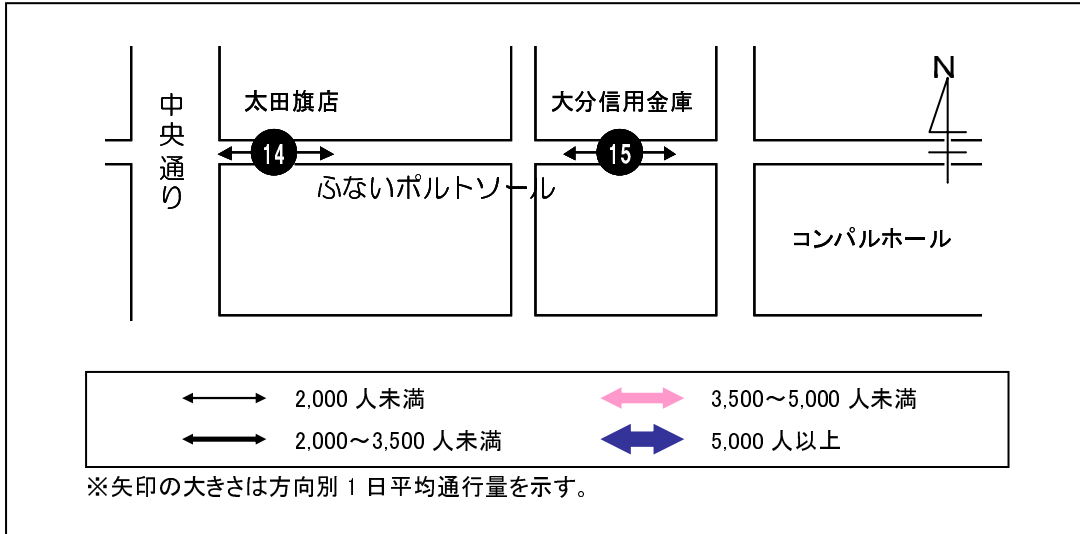 N
中央通り
太田旗店
大分信用金庫
14
15
ふないポルトソール
コンパルホール
2,000 人未満
3,500～5,000 人未満
2,000～3,500 人未満
5,000 人以上
※矢印の大きさは方向別 1 日平均通行量を示す。